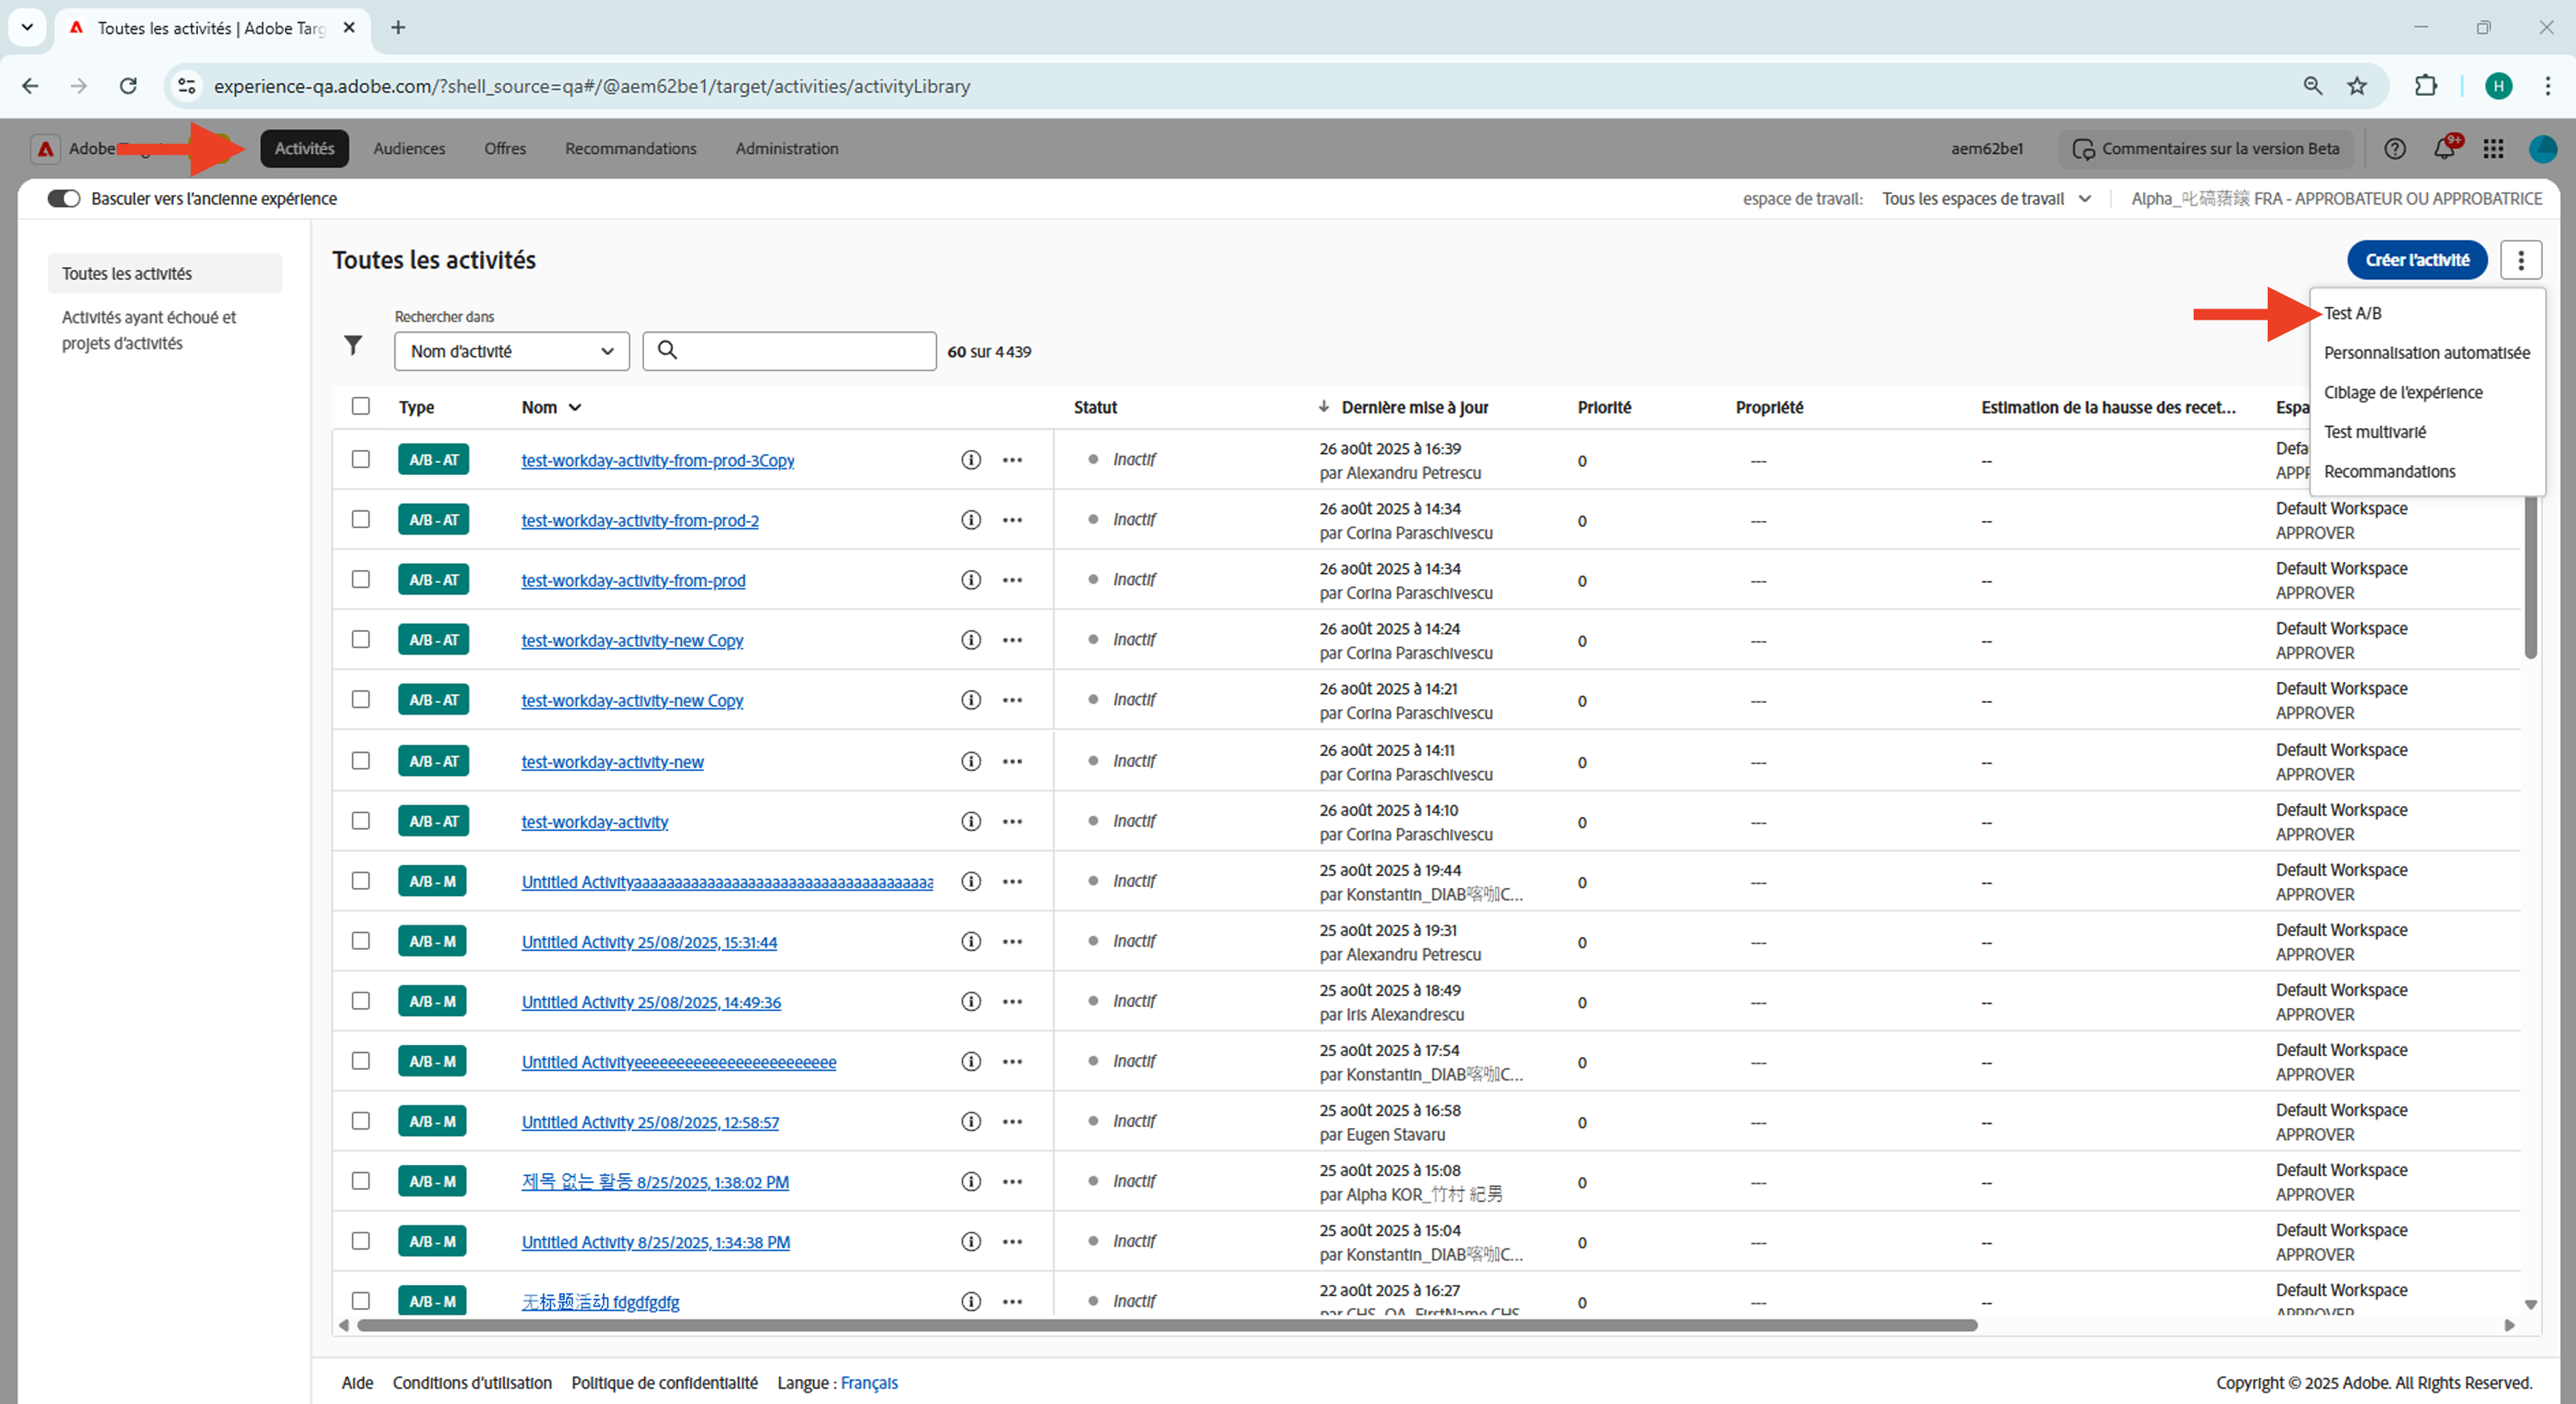 Toutes les activités | Adobe Targ
experience-qa.adobe.com/?shell_source=qa#/@aem62be1/target/activities/activityLibrary
H
Adobe Activités Audiences Offres Recommandations Administration aem62be1 Commentaires sur la version Beta 9+
Basculer vers l'ancienne expérience espace de travail: Tous les espaces de travail FRA - APPROBATEUR OU APPROBATRICE
Toutes les activités
Activités ayant échoué et
projets d'activités
Toutes les activités
Créer l'activité
Test A/B
Personnalisation automatisée
Ciblage de l'expérience
Test multivarié
Recommandations
Rechercher dans
Nom d'activité 60 sur 4 439
Type Nom Statut Dernière mise à jour Priorité Propriété Estimation de la hausse des recet... Espa
A/B - AT test-workday-activity-from-prod-3Copy Inactif 26 août 2025 à 16:39 0 --- -- Defa
par Alexandru Petrescu APPR
A/B - AT test-workday-activity-from-prod-2 Inactif 26 août 2025 à 14:34 0 --- -- Default Workspace
par Corina Paraschivescu APPROVER
A/B - AT test-workday-activity-from-prod Inactif 26 août 2025 à 14:34 0 --- -- Default Workspace
par Corina Paraschivescu APPROVER
A/B - AT test-workday-activity-new Copy Inactif 26 août 2025 à 14:24 0 --- -- Default Workspace
par Corina Paraschivescu APPROVER
A/B - AT test-workday-activity-new Copy Inactif 26 août 2025 à 14:21 0 --- -- Default Workspace
par Corina Paraschivescu APPROVER
A/B - AT test-workday-activity-new Inactif 26 août 2025 à 14:11 0 --- -- Default Workspace
par Corina Paraschivescu APPROVER
A/B - AT test-workday-activity Inactif 26 août 2025 à 14:10 0 --- -- Default Workspace
par Corina Paraschivescu APPROVER
A/B - M Untitled Activityaaaaaaaaaaaaaaaaaaaaaaaaaaaaaaaaaaaaa Inactif 25 août 2025 à 19:44 0 --- -- Default Workspace
par Konstantin_DIAB喀咖C... APPROVER
A/B - M Untitled Activity 25/08/2025, 15:31:44 Inactif 25 août 2025 à 19:31 0 --- -- Default Workspace
par Alexandru Petrescu APPROVER
A/B - M Untitled Activity 25/08/2025, 14:49:36 Inactif 25 août 2025 à 18:49 0 --- -- Default Workspace
par Iris Alexandrescu APPROVER
A/B - M Untitled Activityeeeeeeeeeeeeeeeeeeeeeeeee Inactif 25 août 2025 à 17:54 0 --- -- Default Workspace
par Konstantin_DIAB喀咖C... APPROVER
A/B - M Untitled Activity 25/08/2025, 12:58:57 Inactif 25 août 2025 à 16:58 0 --- -- Default Workspace
par Eugen Stavaru APPROVER
A/B - M 제목 없는 활동 8/25/2025, 1:38:02 PM Inactif 25 août 2025 à 15:08 0 --- -- Default Workspace
par Alpha KOR_竹村 紀男 APPROVER
A/B - M Untitled Activity 8/25/2025, 1:34:38 PM Inactif 25 août 2025 à 15:04 0 --- -- Default Workspace
par Konstantin_DIAB喀咖C... APPROVER
A/B - M 无标题活动 fdgdfgdfg Inactif 22 août 2025 à 16:27 0 --- -- Default Workspace
par CHS_QA_FirstName CHS APPROVER
Aide Conditions d'utilisation Politique de confidentialité Langue : Français Copyright © 2025 Adobe. All Rights Reserved.